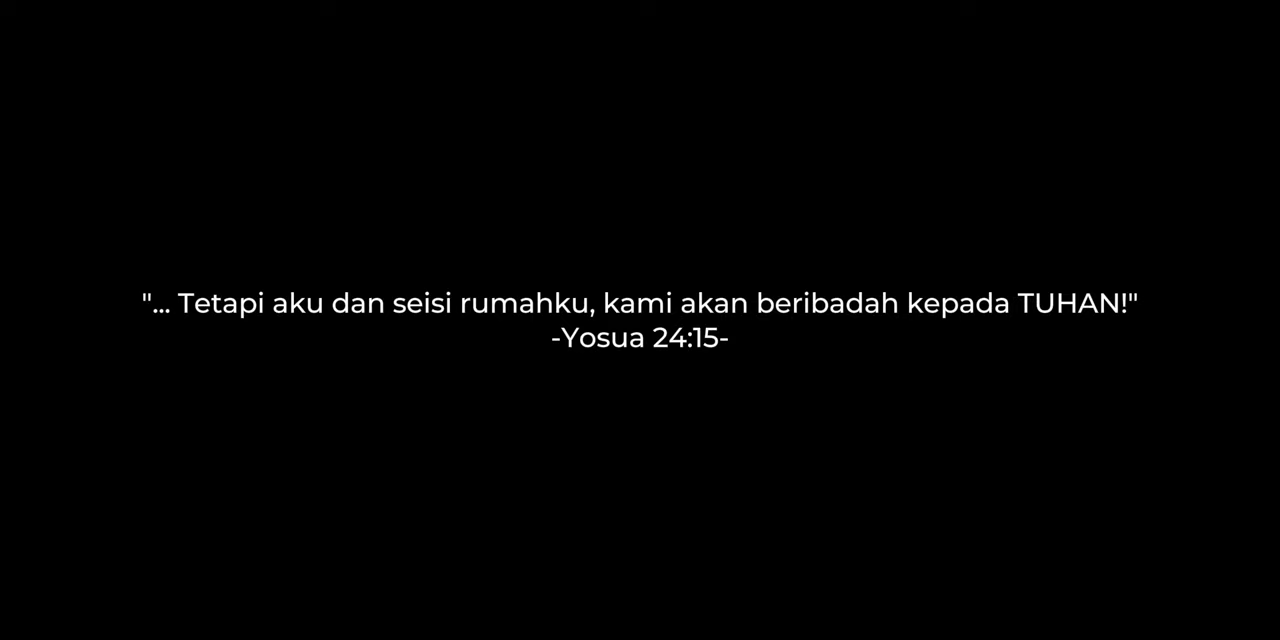 "... Tetapi aku dan seisi rumahku, kami akan beribadah kepada TUHAN!"
-Yosua 24:15-